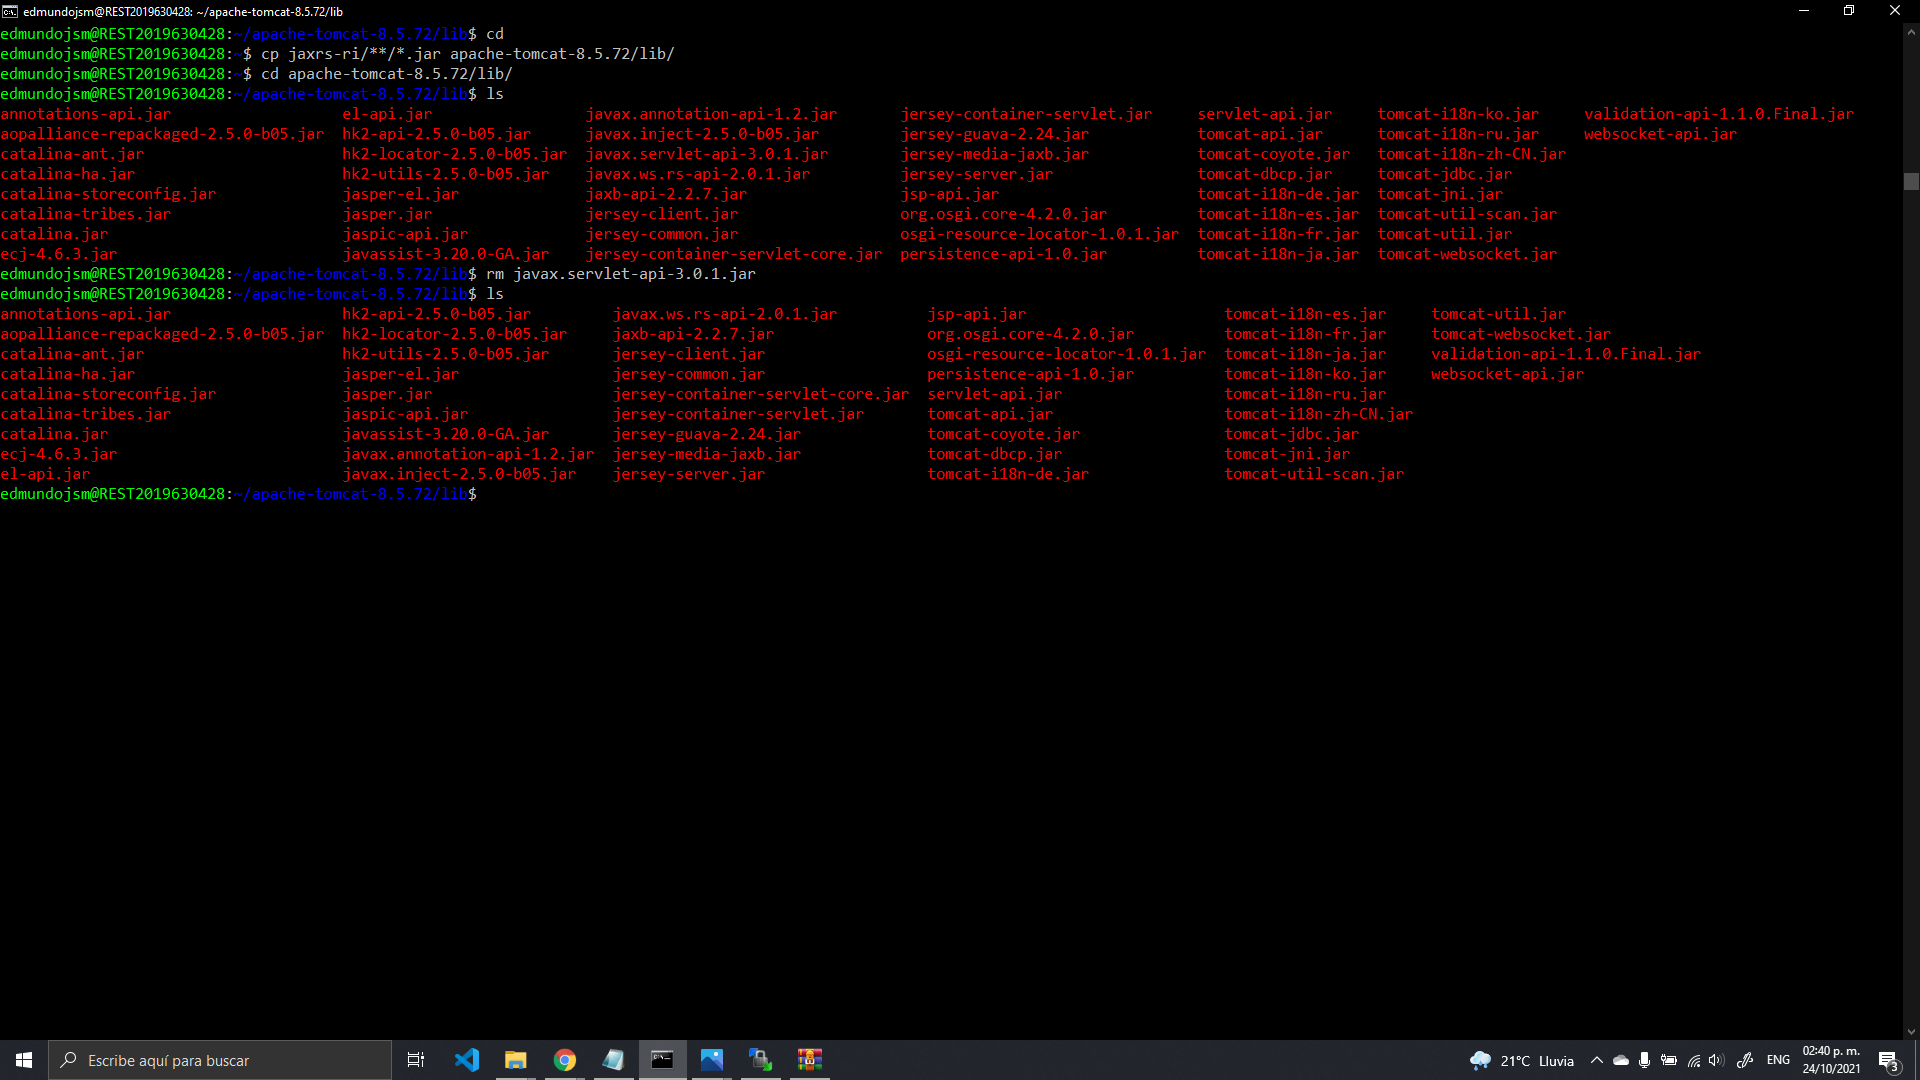 edmundojsm@REST2019630428: ~/apache-tomcat-8.5.72/lib
edmundojsm@REST2019630428:~/apache-tomcat-8.5.72/lib$ cd
edmundojsm@REST2019630428:~$ cp jaxrs-ri/**/*.jar apache-tomcat-8.5.72/lib/
edmundojsm@REST2019630428:~$ cd apache-tomcat-8.5.72/lib/
edmundojsm@REST2019630428:~/apache-tomcat-8.5.72/lib$ ls
annotations-api.jar el-api.jar javax.annotation-api-1.2.jar jersey-container-servlet.jar servlet-api.jar tomcat-i18n-ko.jar validation-api-1.1.0.Final.jar
aopalliance-repackaged-2.5.0-b05.jar hk2-api-2.5.0-b05.jar javax.inject-2.5.0-b05.jar jersey-guava-2.24.jar tomcat-api.jar tomcat-i18n-ru.jar websocket-api.jar
catalina-ant.jar hk2-locator-2.5.0-b05.jar javax.servlet-api-3.0.1.jar jersey-media-jaxb.jar tomcat-coyote.jar tomcat-i18n-zh-CN.jar
catalina-ha.jar hk2-utils-2.5.0-b05.jar javax.ws.rs-api-2.0.1.jar jersey-server.jar tomcat-dbcp.jar tomcat-jdbc.jar
catalina-storeconfig.jar jasper-el.jar jaxb-api-2.2.7.jar jsp-api.jar tomcat-i18n-de.jar tomcat-jni.jar
catalina-tribes.jar jasper.jar jersey-client.jar org.osgi.core-4.2.0.jar tomcat-i18n-es.jar tomcat-util-scan.jar
catalina.jar jaspic-api.jar jersey-common.jar osgi-resource-locator-1.0.1.jar tomcat-i18n-fr.jar tomcat-util.jar
ecj-4.6.3.jar javassist-3.20.0-GA.jar jersey-container-servlet-core.jar persistence-api-1.0.jar tomcat-i18n-ja.jar tomcat-websocket.jar
edmundojsm@REST2019630428:~/apache-tomcat-8.5.72/lib$ rm javax.servlet-api-3.0.1.jar
edmundojsm@REST2019630428:~/apache-tomcat-8.5.72/lib$ ls
annotations-api.jar hk2-api-2.5.0-b05.jar javax.ws.rs-api-2.0.1.jar jsp-api.jar tomcat-i18n-es.jar tomcat-util.jar
aopalliance-repackaged-2.5.0-b05.jar hk2-locator-2.5.0-b05.jar jaxb-api-2.2.7.jar org.osgi.core-4.2.0.jar tomcat-i18n-fr.jar tomcat-websocket.jar
catalina-ant.jar hk2-utils-2.5.0-b05.jar jersey-client.jar osgi-resource-locator-1.0.1.jar tomcat-i18n-ja.jar validation-api-1.1.0.Final.jar
catalina-ha.jar jasper-el.jar jersey-common.jar persistence-api-1.0.jar tomcat-i18n-ko.jar websocket-api.jar
catalina-storeconfig.jar jasper.jar jersey-container-servlet-core.jar servlet-api.jar tomcat-i18n-ru.jar
catalina-tribes.jar jaspic-api.jar jersey-container-servlet.jar tomcat-api.jar tomcat-i18n-zh-CN.jar
catalina.jar javassist-3.20.0-GA.jar jersey-guava-2.24.jar tomcat-coyote.jar tomcat-jdbc.jar
ecj-4.6.3.jar javax.annotation-api-1.2.jar jersey-media-jaxb.jar tomcat-dbcp.jar tomcat-jni.jar
el-api.jar javax.inject-2.5.0-b05.jar jersey-server.jar tomcat-i18n-de.jar tomcat-util-scan.jar
edmundojsm@REST2019630428:~/apache-tomcat-8.5.72/lib$
Escribe aquí para buscar
21°C Lluvia
ENG
02:40 p. m.
24/10/2021
3